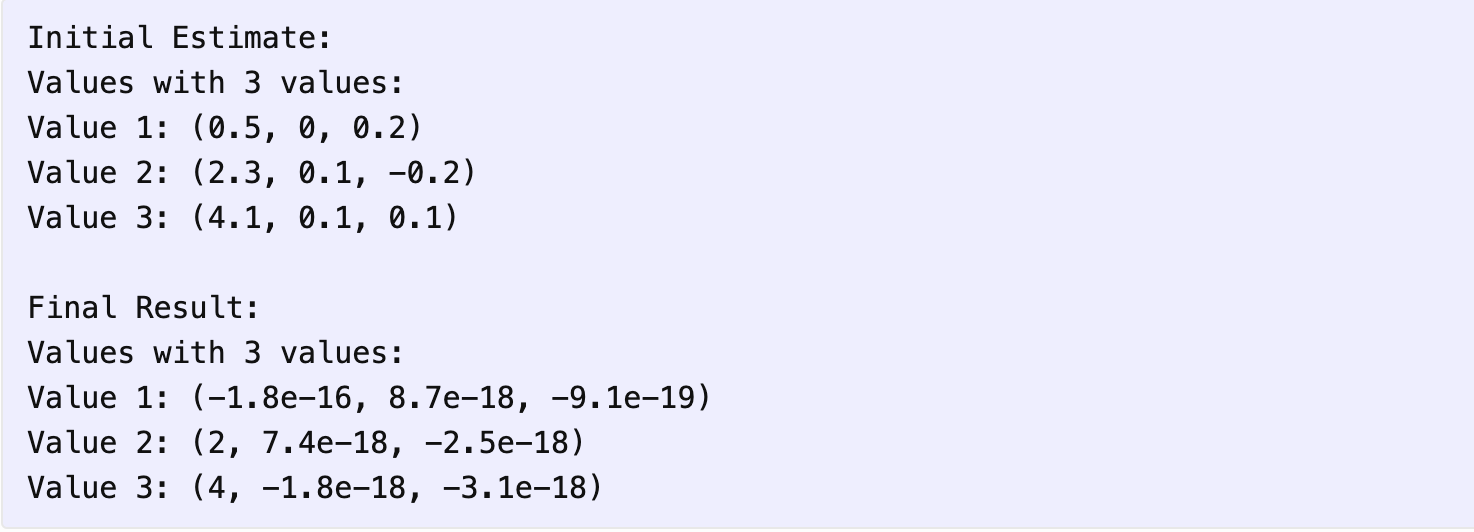 Initial Estimate:
Values with 3 values:
Value 1: (0.5, 0, 0.2)
Value 2: (2.3, 0.1, -0.2)
Value 3: (4.1, 0.1, 0.1)
Final Result:
Values with 3 values:
Value 1: (-1.8e-16, 8.7e-18, -9.1e-19)
Value 2: (2, 7.4e-18, -2.5e-18)
Value 3: (4, -1.8e-18, -3.1e-18)